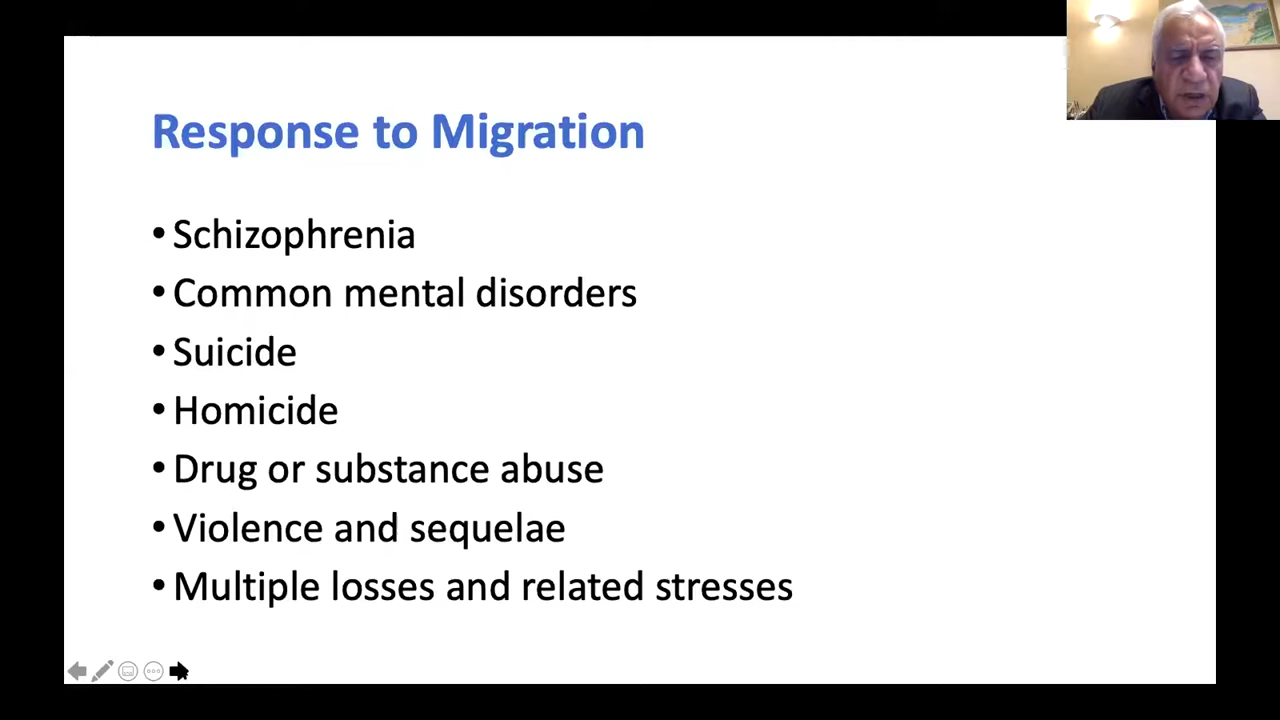 Response to Migration
• Schizophrenia
• Common mental disorders
• Suicide
• Homicide
• Drug or substance abuse
• Violence and sequelae
• Multiple losses and related stresses